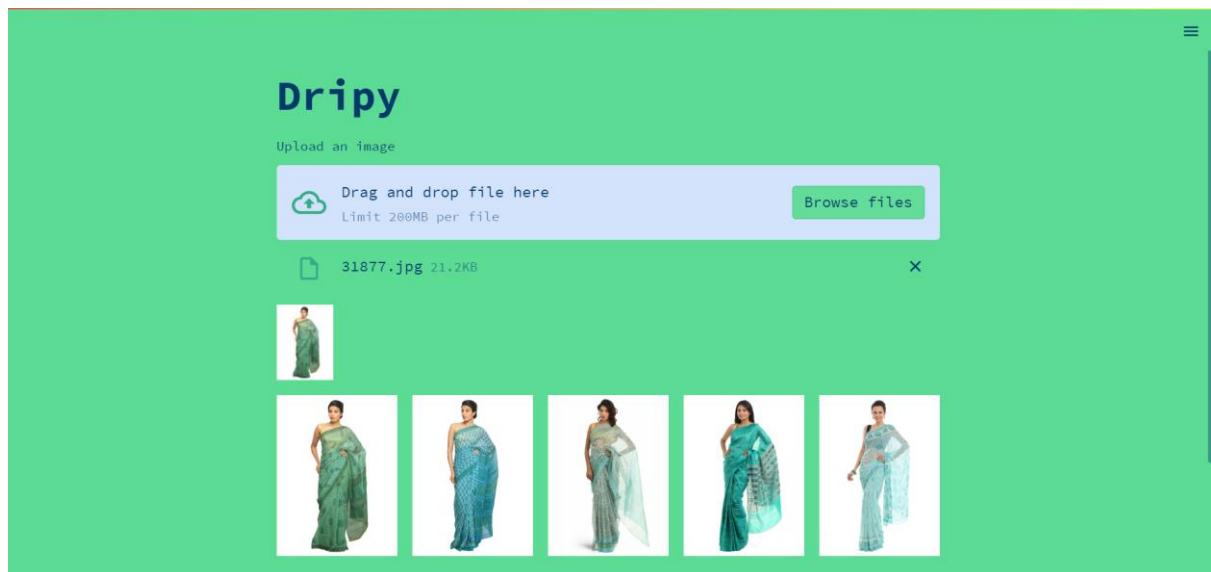 Dripy
Upload an image
Drag and drop file here
Limit 200MB per file
Browse files
31877.jpg 21.2KB